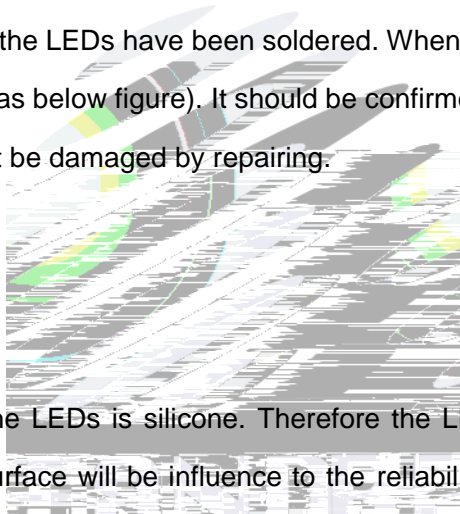 the LEDs have been soldered. When
as below figure). It should be confirme
t be damaged by repairing.
he LEDs is silicone. Therefore the L
urface will be influence to the reliabil